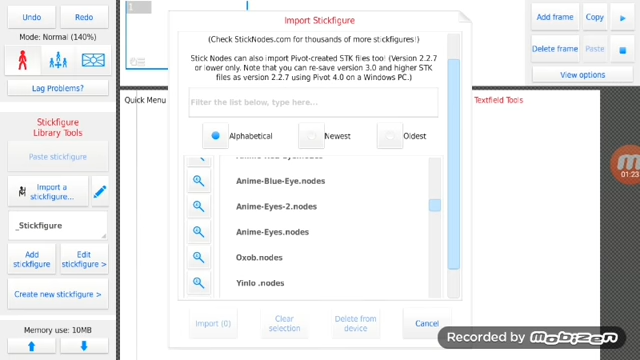 Undo
Redo
Mode: Normal (140%)
Lag Problems?
Stickfigure
Library Tools
Paste stickfigure
Import a
stickfigure...
_Stickfigure
Add
stickfigure
Edit
stickfigure >
Create new stickfigure >
Memory use: 10MB
1
Quick Menu
Import Stickfigure
(Check StickNodes.com for thousands of more stickfigures!)
Stick Nodes can also import Pivot-created STK files too! (Version 2.2.7
or lower only. Note that you can re-save version 3.0 and higher STK
files as version 2.2.7 using Pivot 4.0 on a Windows PC.)
Filter the list below, type here...
Alphabetical
Newest
Oldest
Anime-Blue-Eye.nodes
Anime-Eyes-2.nodes
Anime-Eyes.nodes
Oxob.nodes
Yinlo .nodes
Import (0)
Clear
selection
Delete from
device
Cancel
Add frame
Copy
Delete frame
Paste
View options
Textfield Tools
01:23
Recorded by
Mobizen